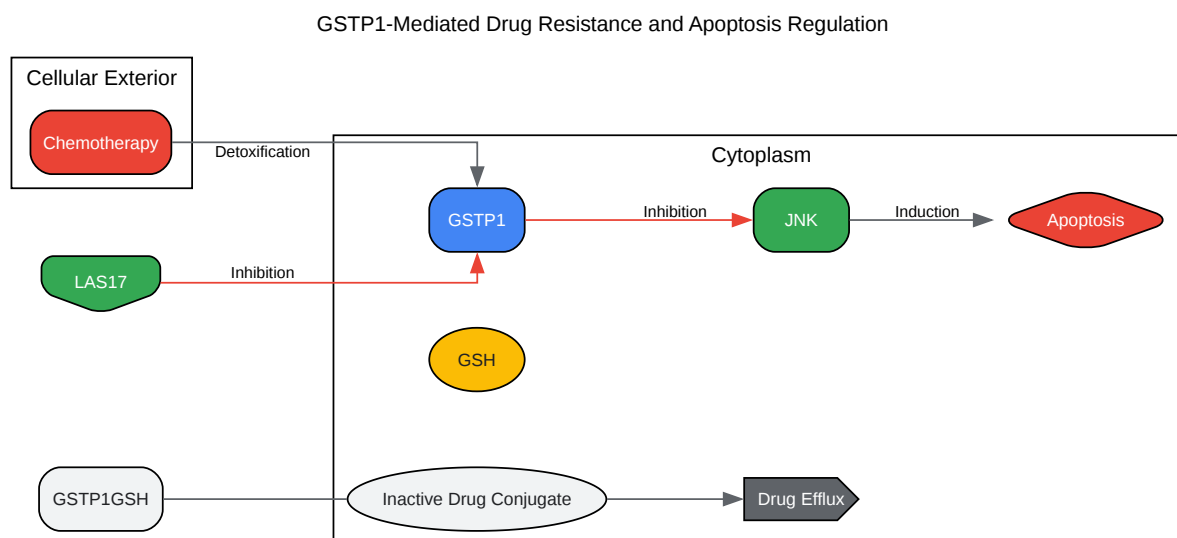 GSTP1-Mediated Drug Resistance and Apoptosis Regulation
Cellular Exterior
Chemotherapy
Detoxification
Cytoplasm
GSTP1
Inhibition
JNK
Induction
Apoptosis
LAS17
Inhibition
GSH
GSTP1GSH
Inactive Drug Conjugate
Drug Efflux